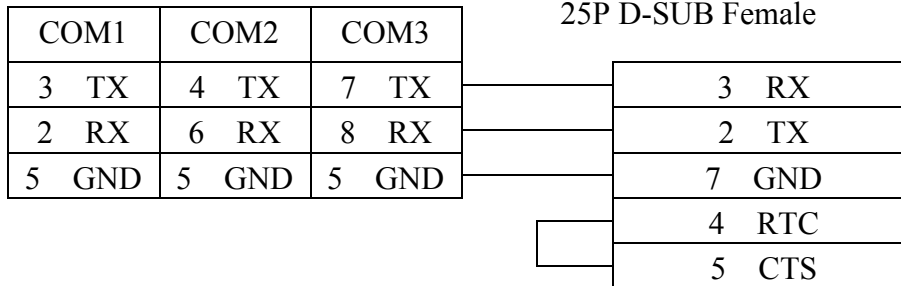 25P D-SUB Female
COM1 COM2 COM3
3 TX 4 TX 7 TX 3 RX
2 RX 6 RX 8 RX 2 TX
5 GND 5 GND 5 GND 7 GND
4 RTC
5 CTS